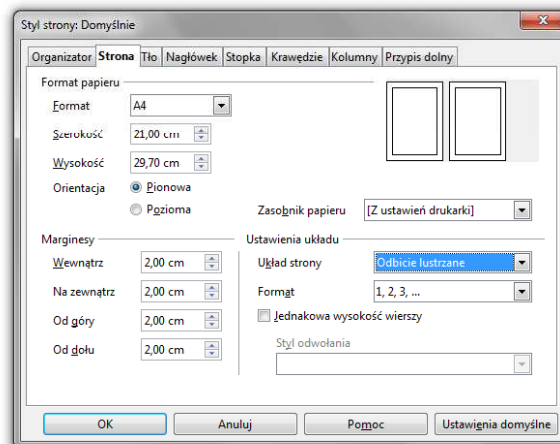 Styl strony: Domyślnie
Organizator Strona Tło Nagłówek Stopka Krawędzie Kolumny Przypis dolny
Format papieru
Format A4
Szerokość 21,00 cm
Wysokość 29,70 cm
Orientacja Pionowa
Pozioma Zasobnik papieru [Z ustawień drukarki]
Marginesy Ustawienia układu
Wewnątrz 2,00 cm Układ strony Odbicie lustrzane
Na zewnątrz 2,00 cm Format 1, 2, 3, ...
Od góry 2,00 cm Jednakowa wysokość wierszy
Od dołu 2,00 cm Styl odwołania
OK Anuluj Pomoc Ustawienia domyślne